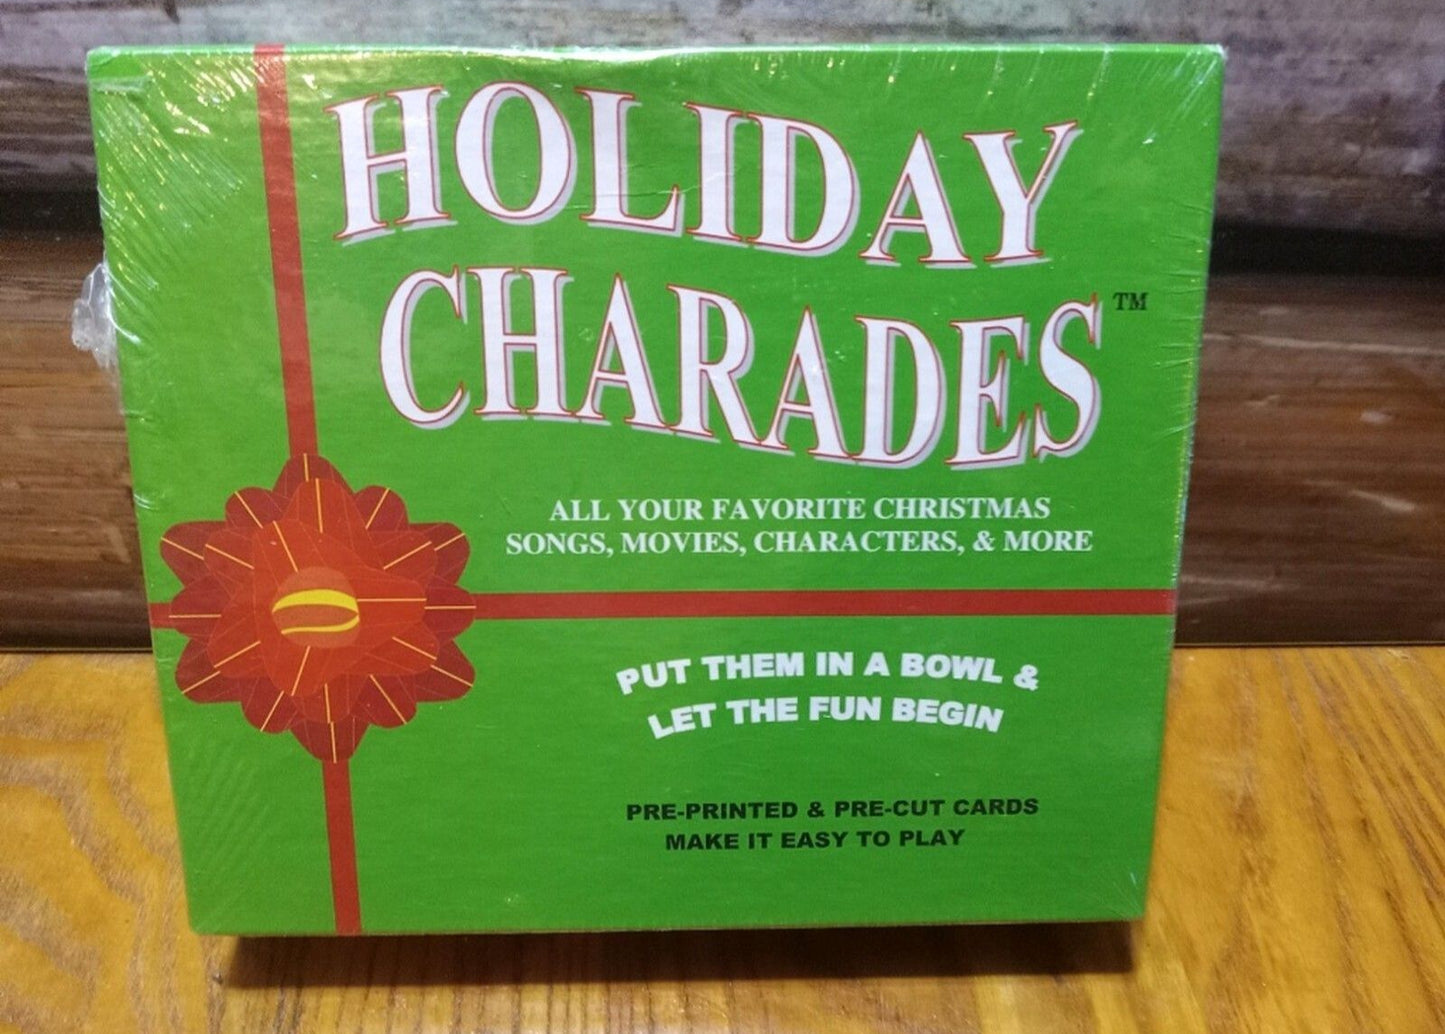 HOLIDAY
CHARADES™
ALL YOUR FAVORITE CHRISTMAS
SONGS, MOVIES, CHARACTERS, & MORE
PUT THEM IN A BOWL &
LET THE FUN BEGIN
PRE-PRINTED & PRE-CUT CARDS
MAKE IT EASY TO PLAY